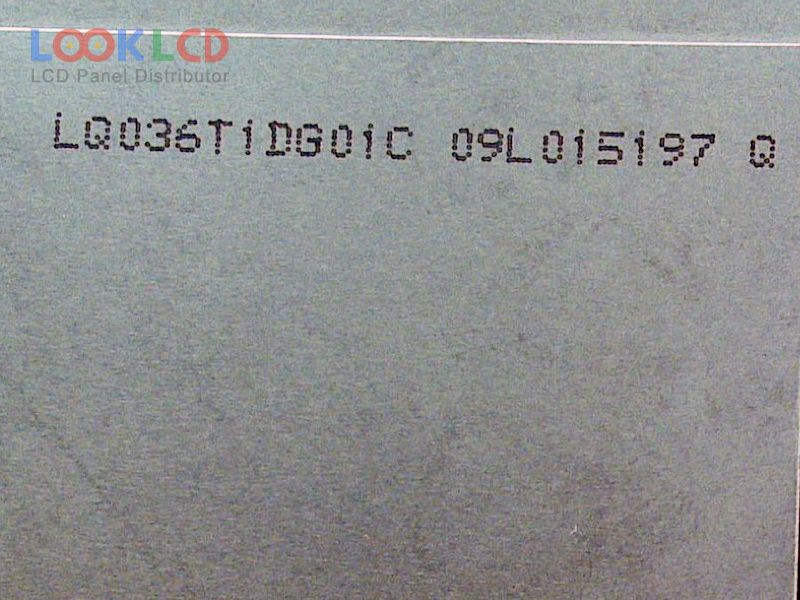 LOOKLCD
LCD Panel Distributor
LQ036T1DG01C 09L015197 Q